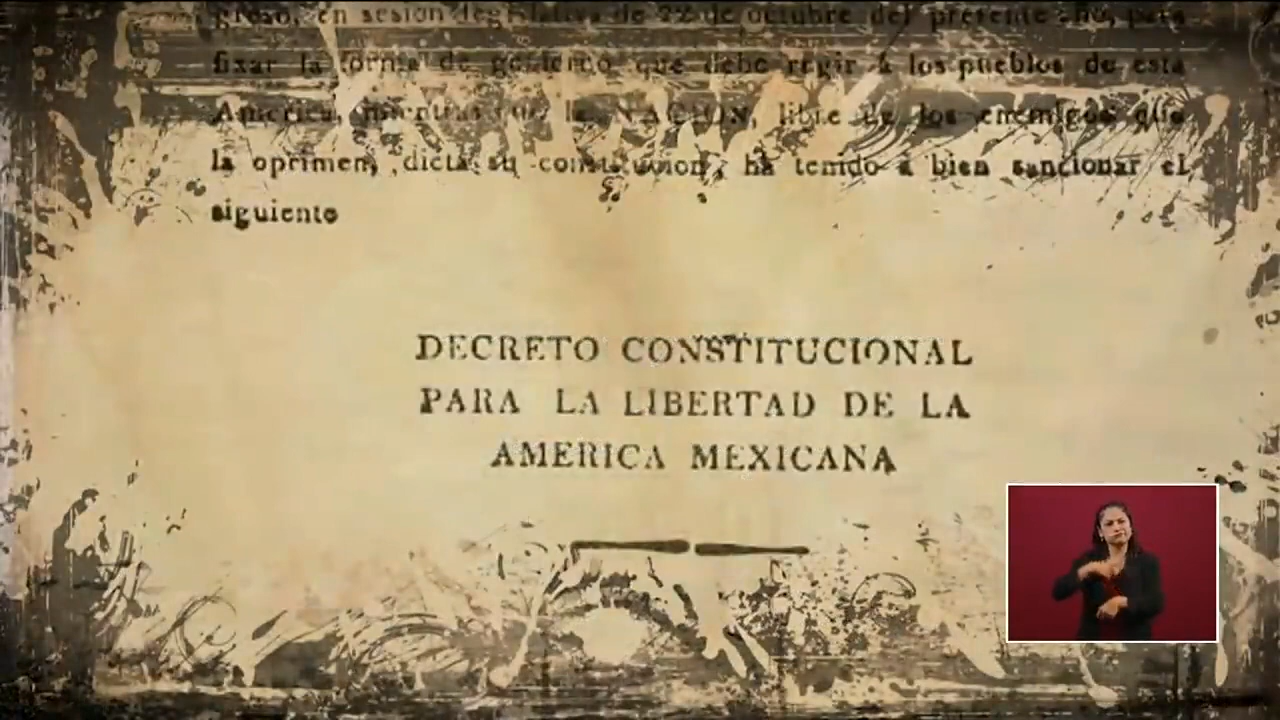 greso, en sesion legislativa de 22 de octubre del presente año, para
fixar la forma de gobierno que debe regir á los pueblos de esta
America, mientras que la NACION, libre de los enemigos que
la oprimen, dicta su constitucion, ha tenido á bien sancionar el
siguiente
DECRETO CONSTITUCIONAL
PARA LA LIBERTAD DE LA
AMERICA MEXICANA